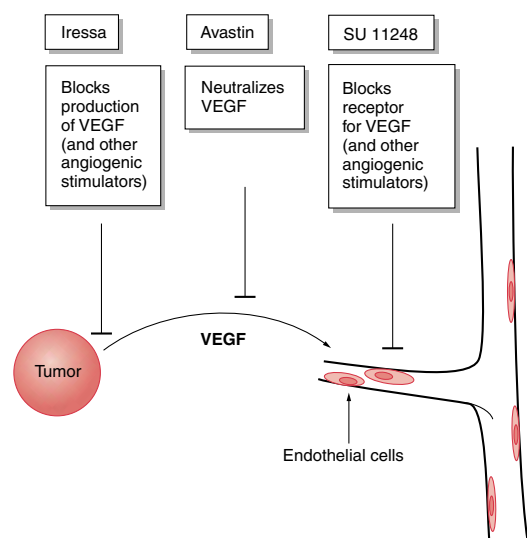 Iressa
Avastin
SU 11248
Blocks
production
of VEGF
(and other
angiogenic
stimulators)
Neutralizes
VEGF
Blocks
receptor
for VEGF
(and other
angiogenic
stimulators)
VEGF
Tumor
Endothelial cells